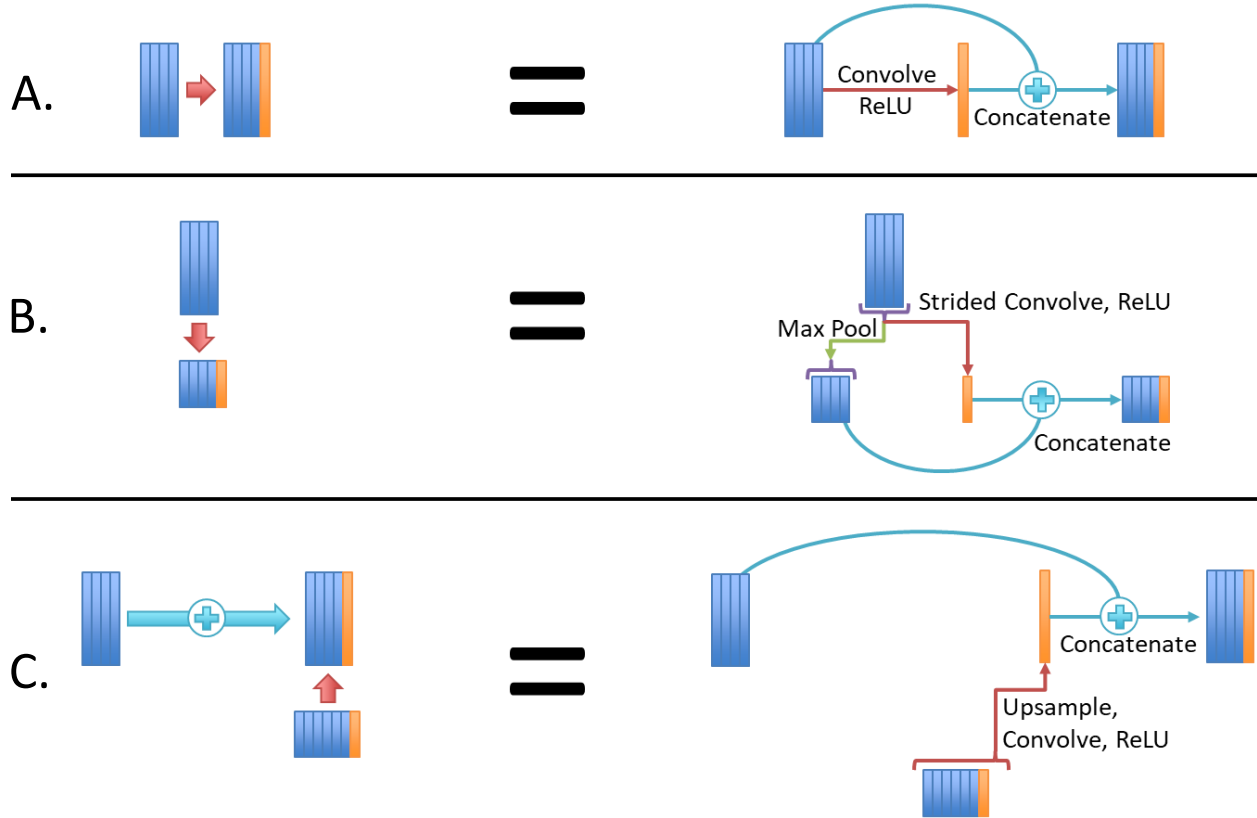 A.
Convolve
ReLU
Concatenate
B.
Strided Convolve, ReLU
Max Pool
Concatenate
C.
Concatenate
Upsample,
Convolve, ReLU